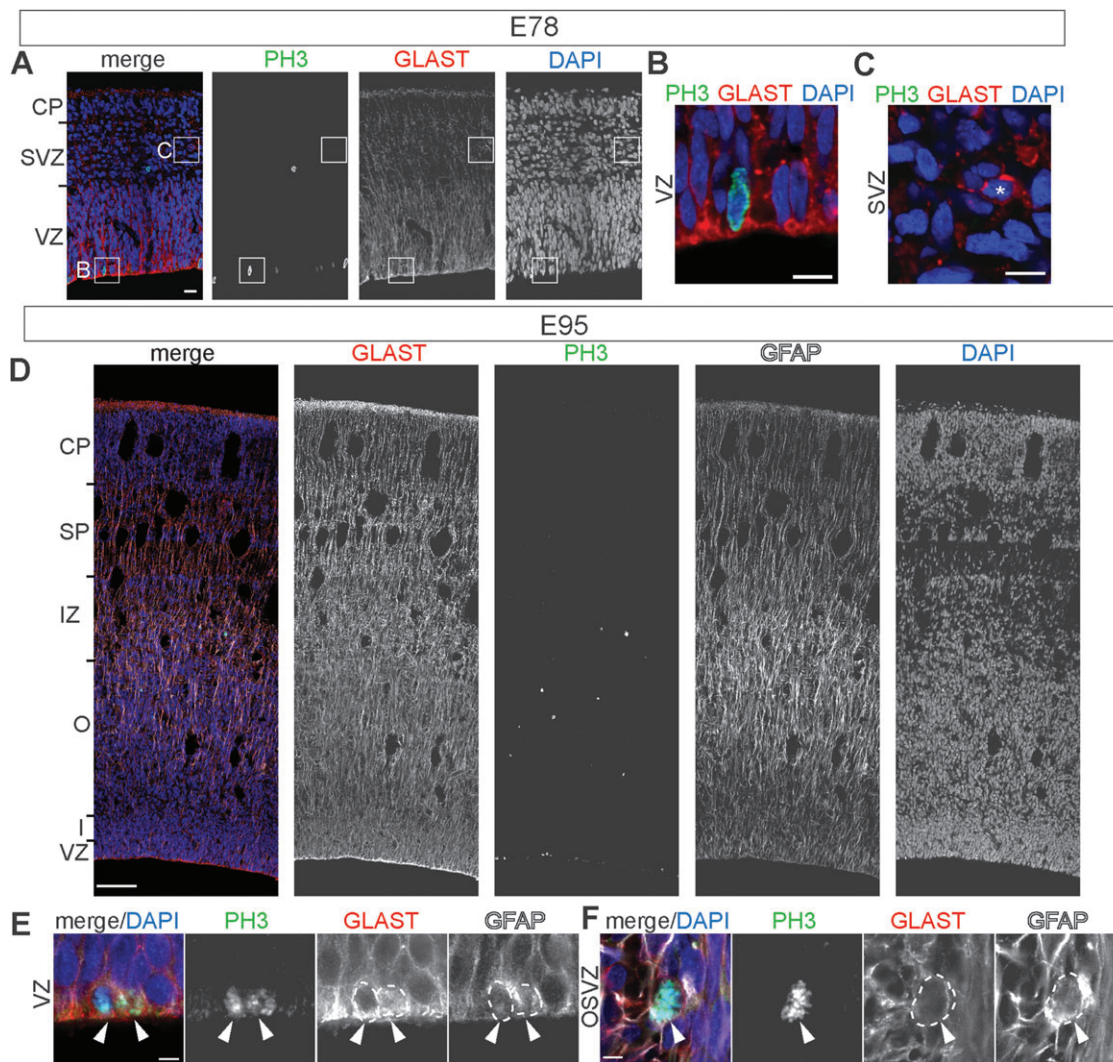 E78
A
merge PH3 GLAST DAPI
B
PH3 GLAST DAPI
C
PH3 GLAST DAPI
CP
SVZ
VZ
C
B
VZ
SVZ
*
E95
D
merge GLAST PH3 GFAP DAPI
CP
SP
IZ
O
I
VZ
E
merge/DAPI PH3 GLAST GFAP
VZ
F
merge/DAPI PH3 GLAST GFAP
OSVZ